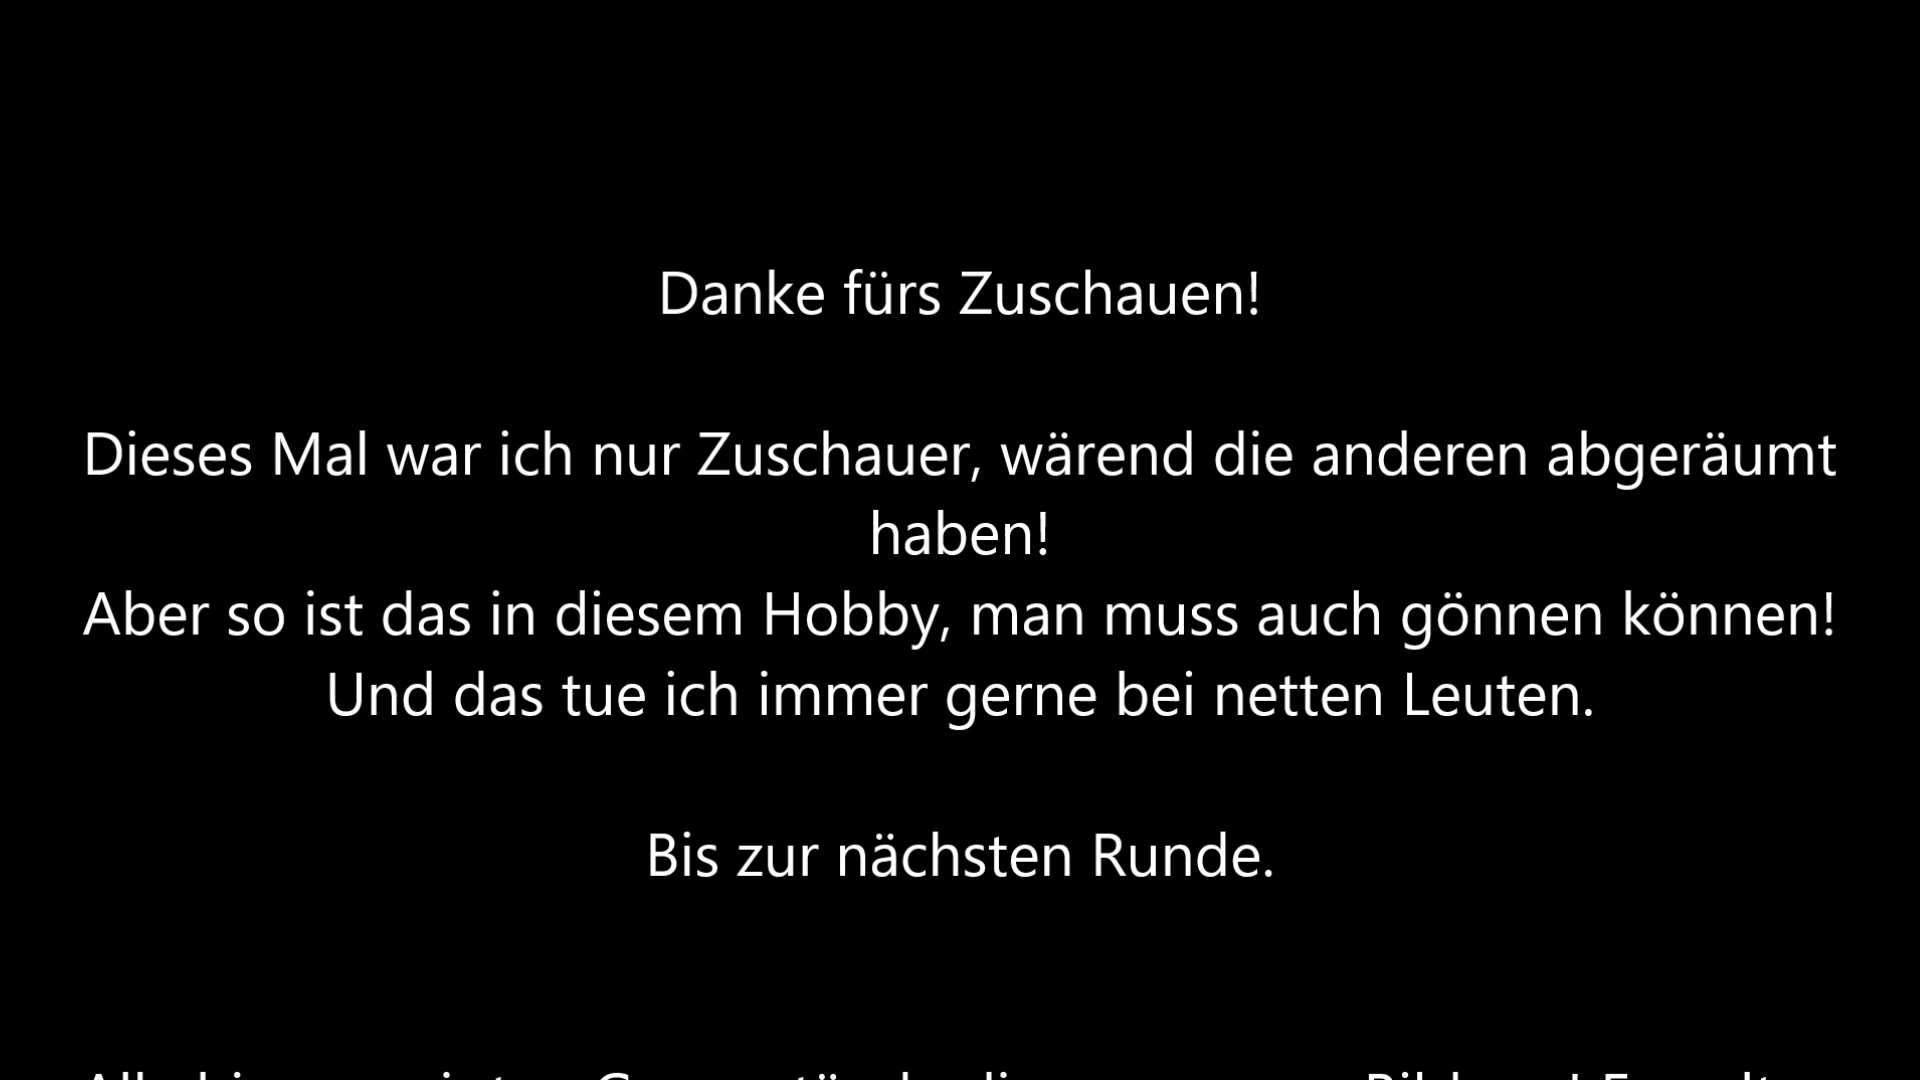 Danke fürs Zuschauen!
Dieses Mal war ich nur Zuschauer, wärend die anderen abgeräumt
haben!
Aber so ist das in diesem Hobby, man muss auch gönnen können!
Und das tue ich immer gerne bei netten Leuten.
Bis zur nächsten Runde.